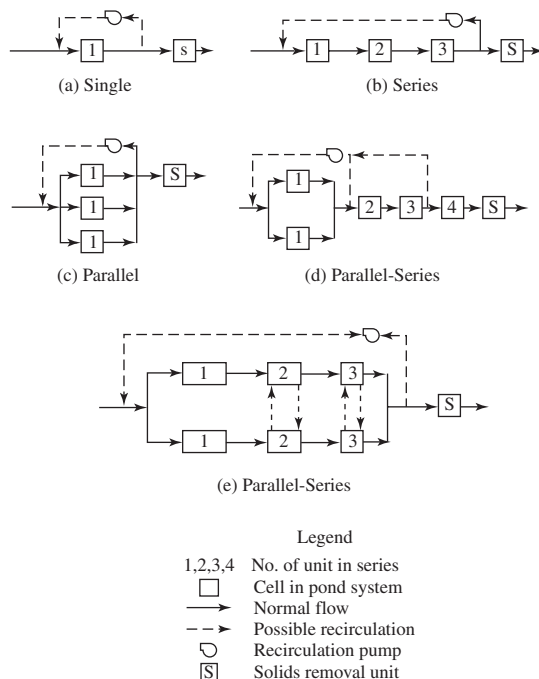 1 s
(a) Single
1 2 3 S
(b) Series
1 S
1
1
(c) Parallel
1
2 3 4 S
1
(d) Parallel-Series
1 2 3
S
1 2 3
(e) Parallel-Series
Legend
1,2,3,4 No. of unit in series
Cell in pond system
Normal flow
Possible recirculation
Recirculation pump
S Solids removal unit